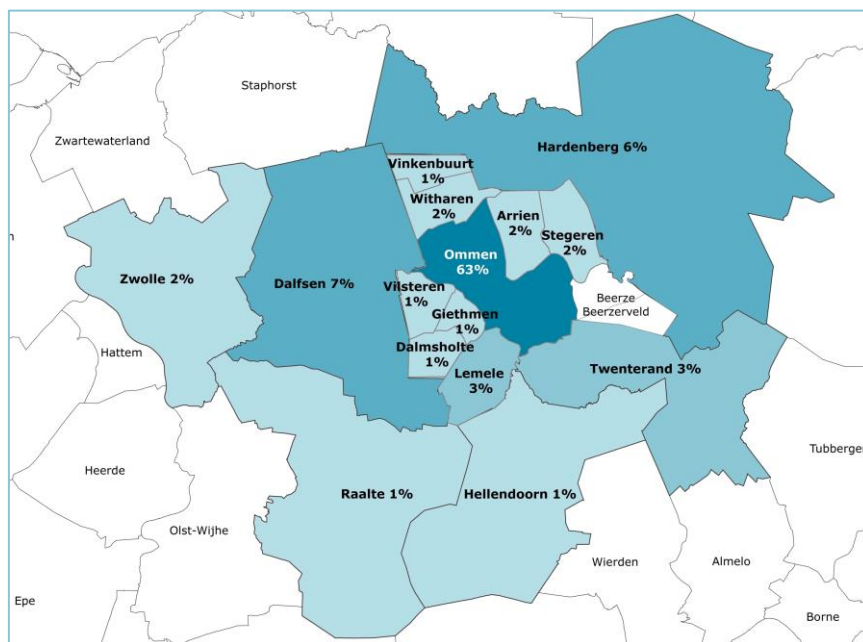 Staphorst
Zwartewaterland
Hardenberg 6%
Vinkenbuurt
1%
Witharen
2%
Arrien
2%
Stegeren
2%
Ommen
63%
Zwolle 2%
Dalfsen 7%
Vilsteren
1%
Beerze
Beerzerveld
Giethmen
1%
Hattem
Dalmsholte
1%
Lemele
3%
Twenterand 3%
Tubberge
Heerde
Raalte 1%
Hellendoorn 1%
Olst-Wijhe
Wierden
Almelo
Epe
Borne